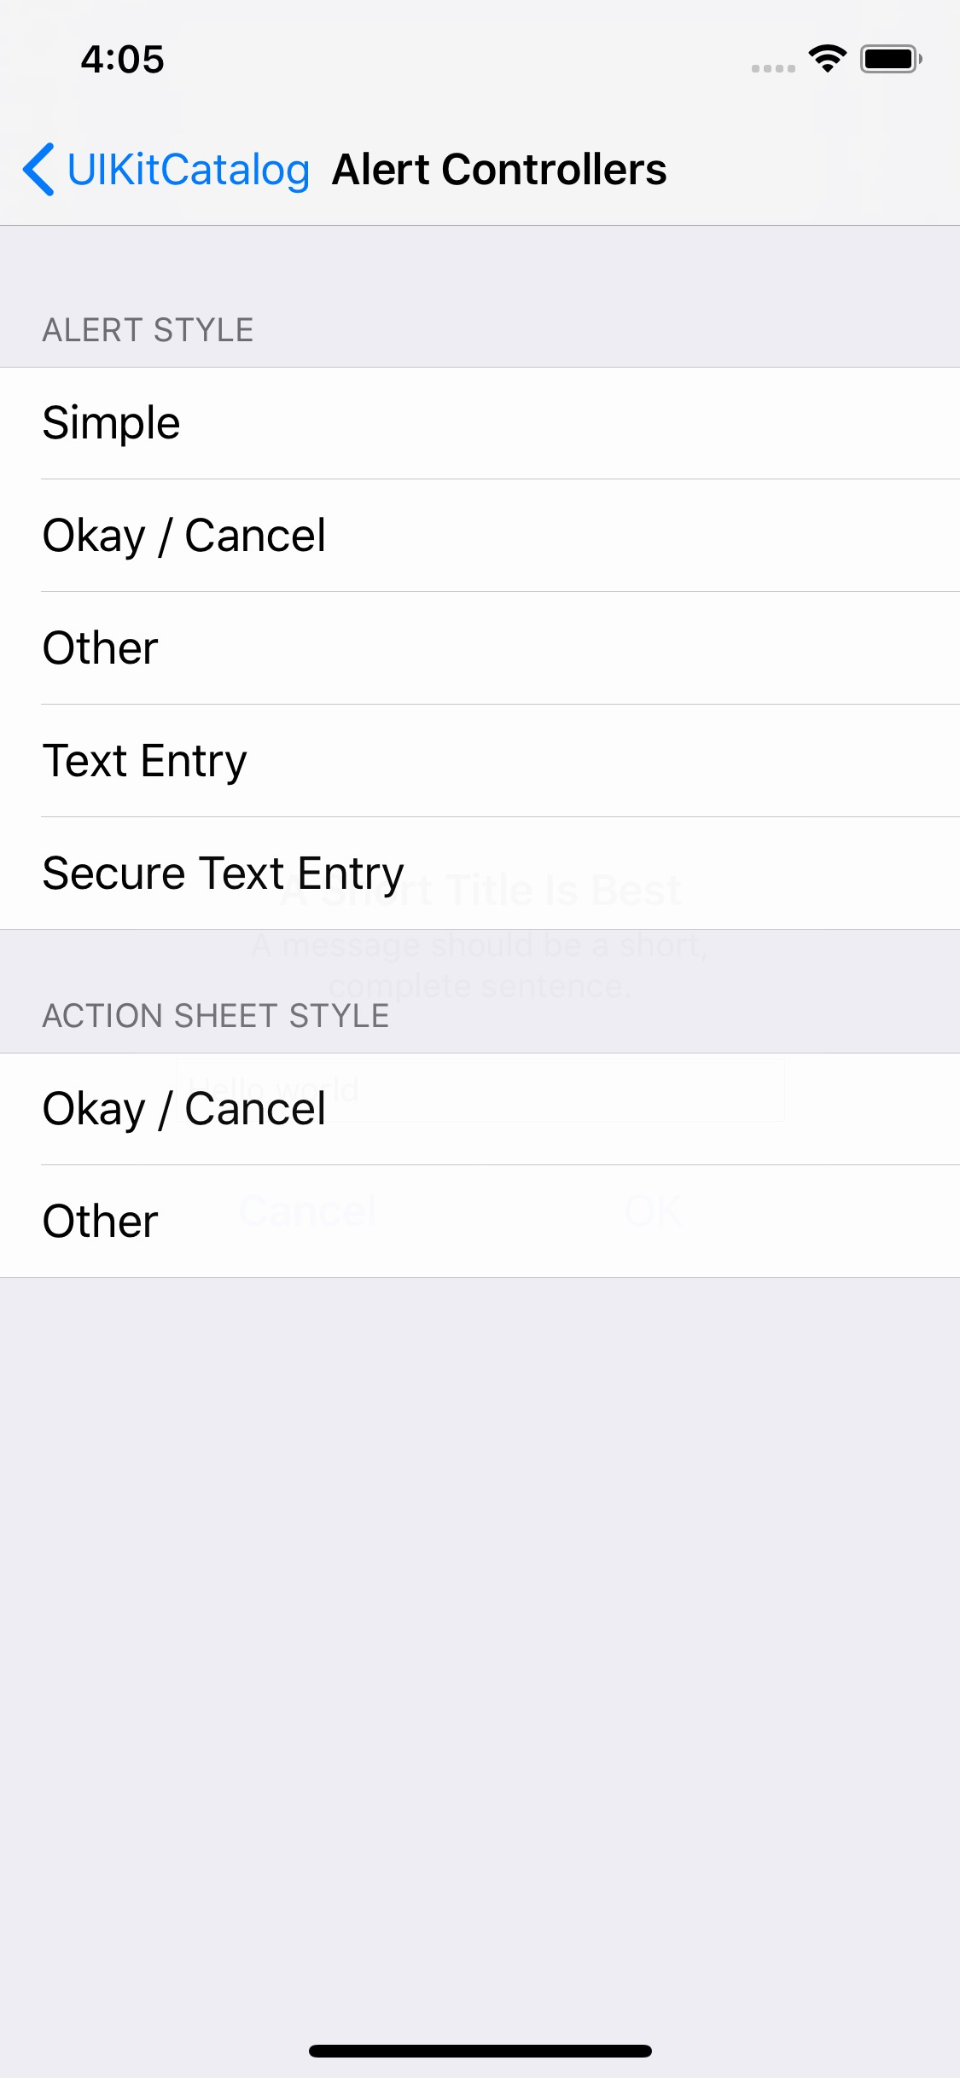 4:05
UIKitCatalog Alert Controllers
ALERT STYLE
Simple
Okay / Cancel
Other
Text Entry
Secure Text Entry
A Short Title Is Best
A message should be a short,
complete sentence.
ACTION SHEET STYLE
Hello world
Okay / Cancel
Cancel OK
Other